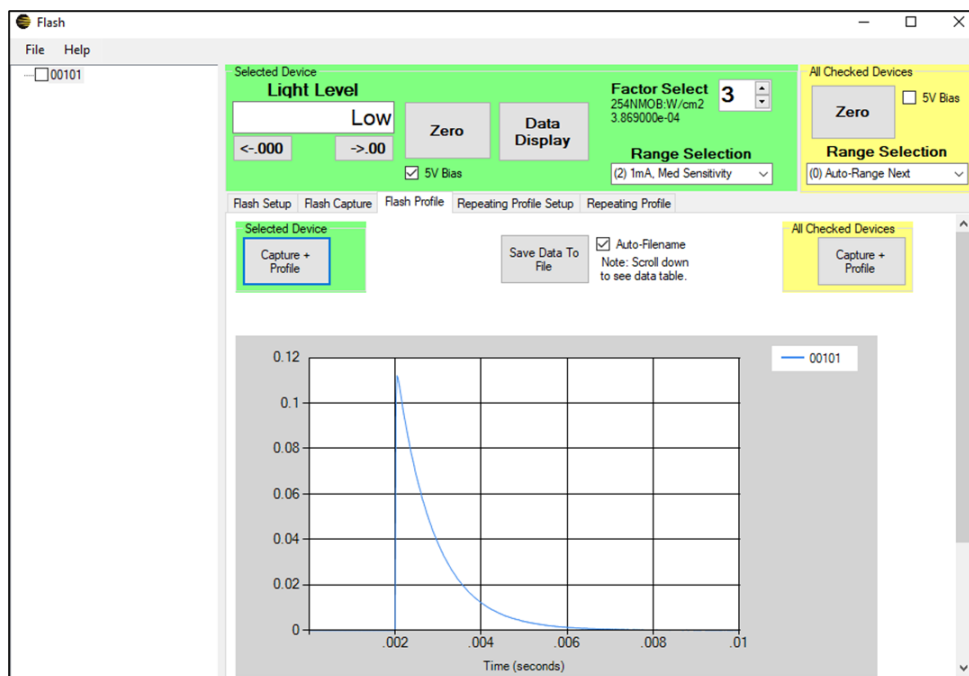 Flash
File Help
00101
Selected Device
Light Level
Low
<-.000
->.00
Zero
Data
Display
5V Bias
Factor Select
254NMOB:W/cm2
3.869000e-04
3
Range Selection
(2) 1mA, Med Sensitivity
All Checked Devices
Zero
5V Bias
Range Selection
(0) Auto-Range Next
Flash Setup Flash Capture Flash Profile Repeating Profile Setup Repeating Profile
Selected Device
Capture +
Profile
Save Data To
File
Auto-Filename
Note: Scroll down
to see data table.
All Checked Devices
Capture +
Profile
0.12
0.1
0.08
0.06
0.04
0.02
0
.002 .004 .006 .008 .01
Time (seconds)
00101